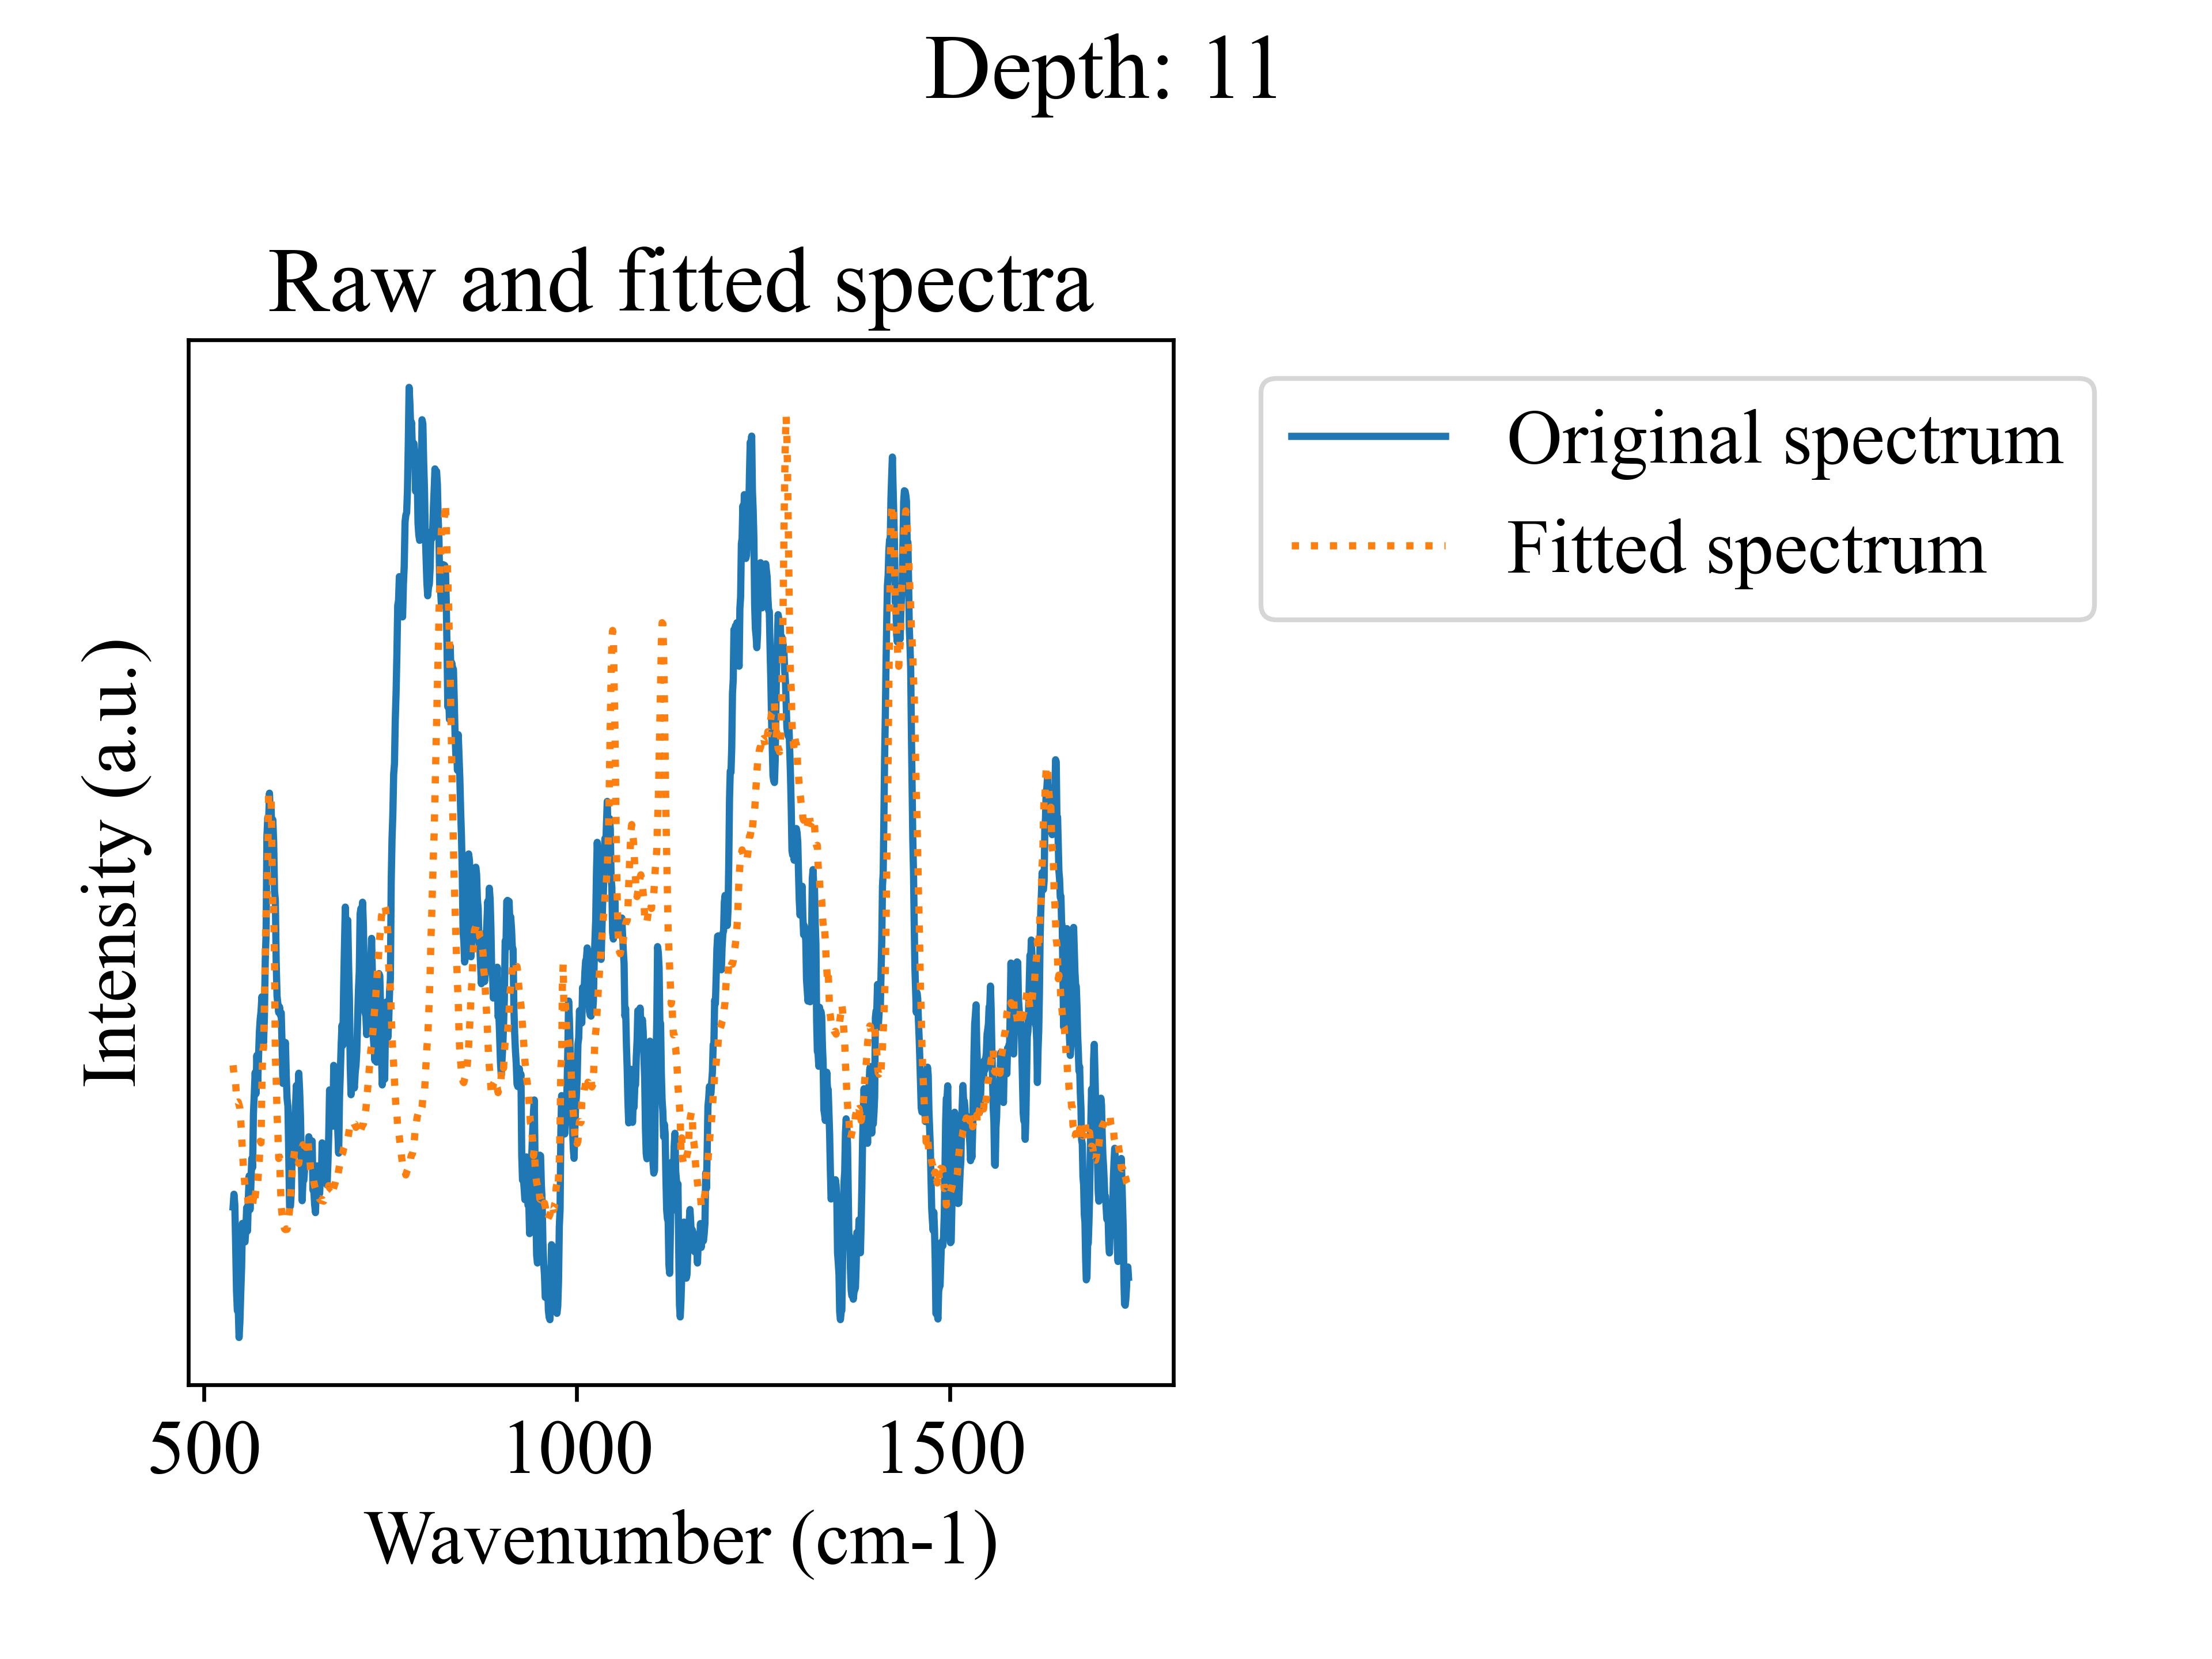 Depth: 11
Raw and fitted spectra
Original spectrum
Fitted spectrum
Intensity (a.u.)
500 1000 1500
Wavenumber (cm-1)